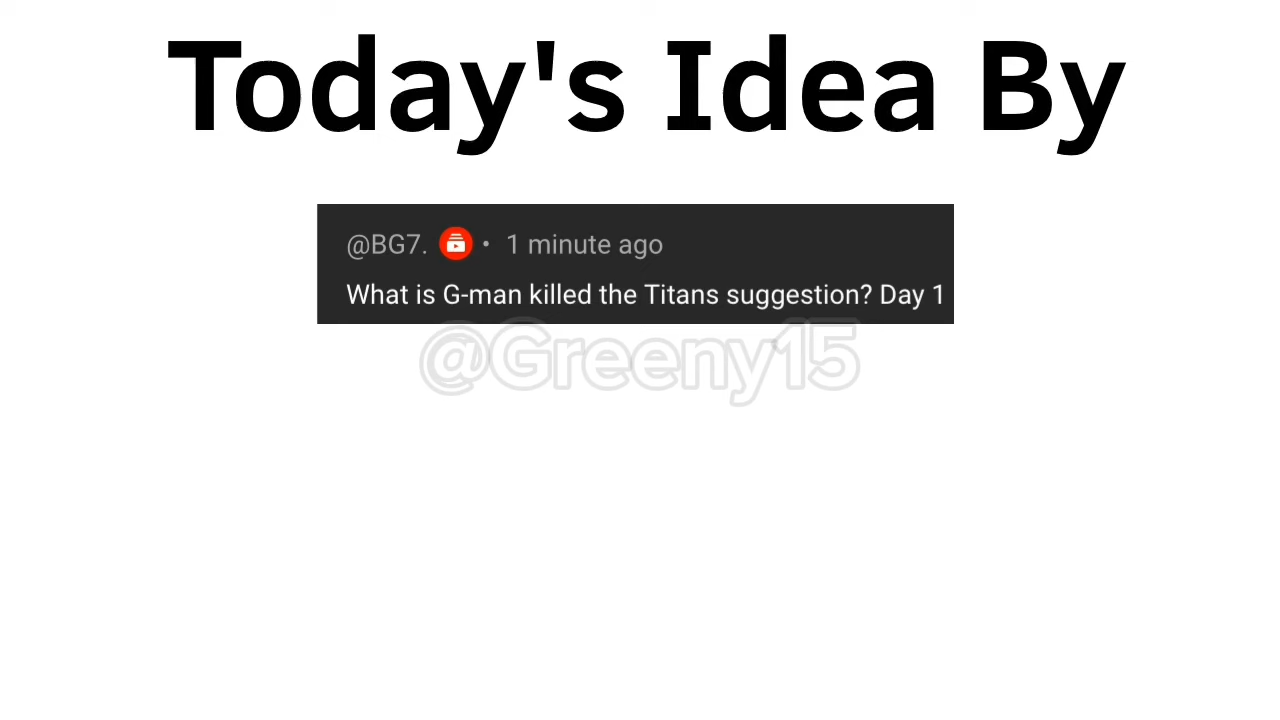 Today's Idea By
@BG7. • 1 minute ago
What is G-man killed the Titans suggestion? Day 1
@Greeny15